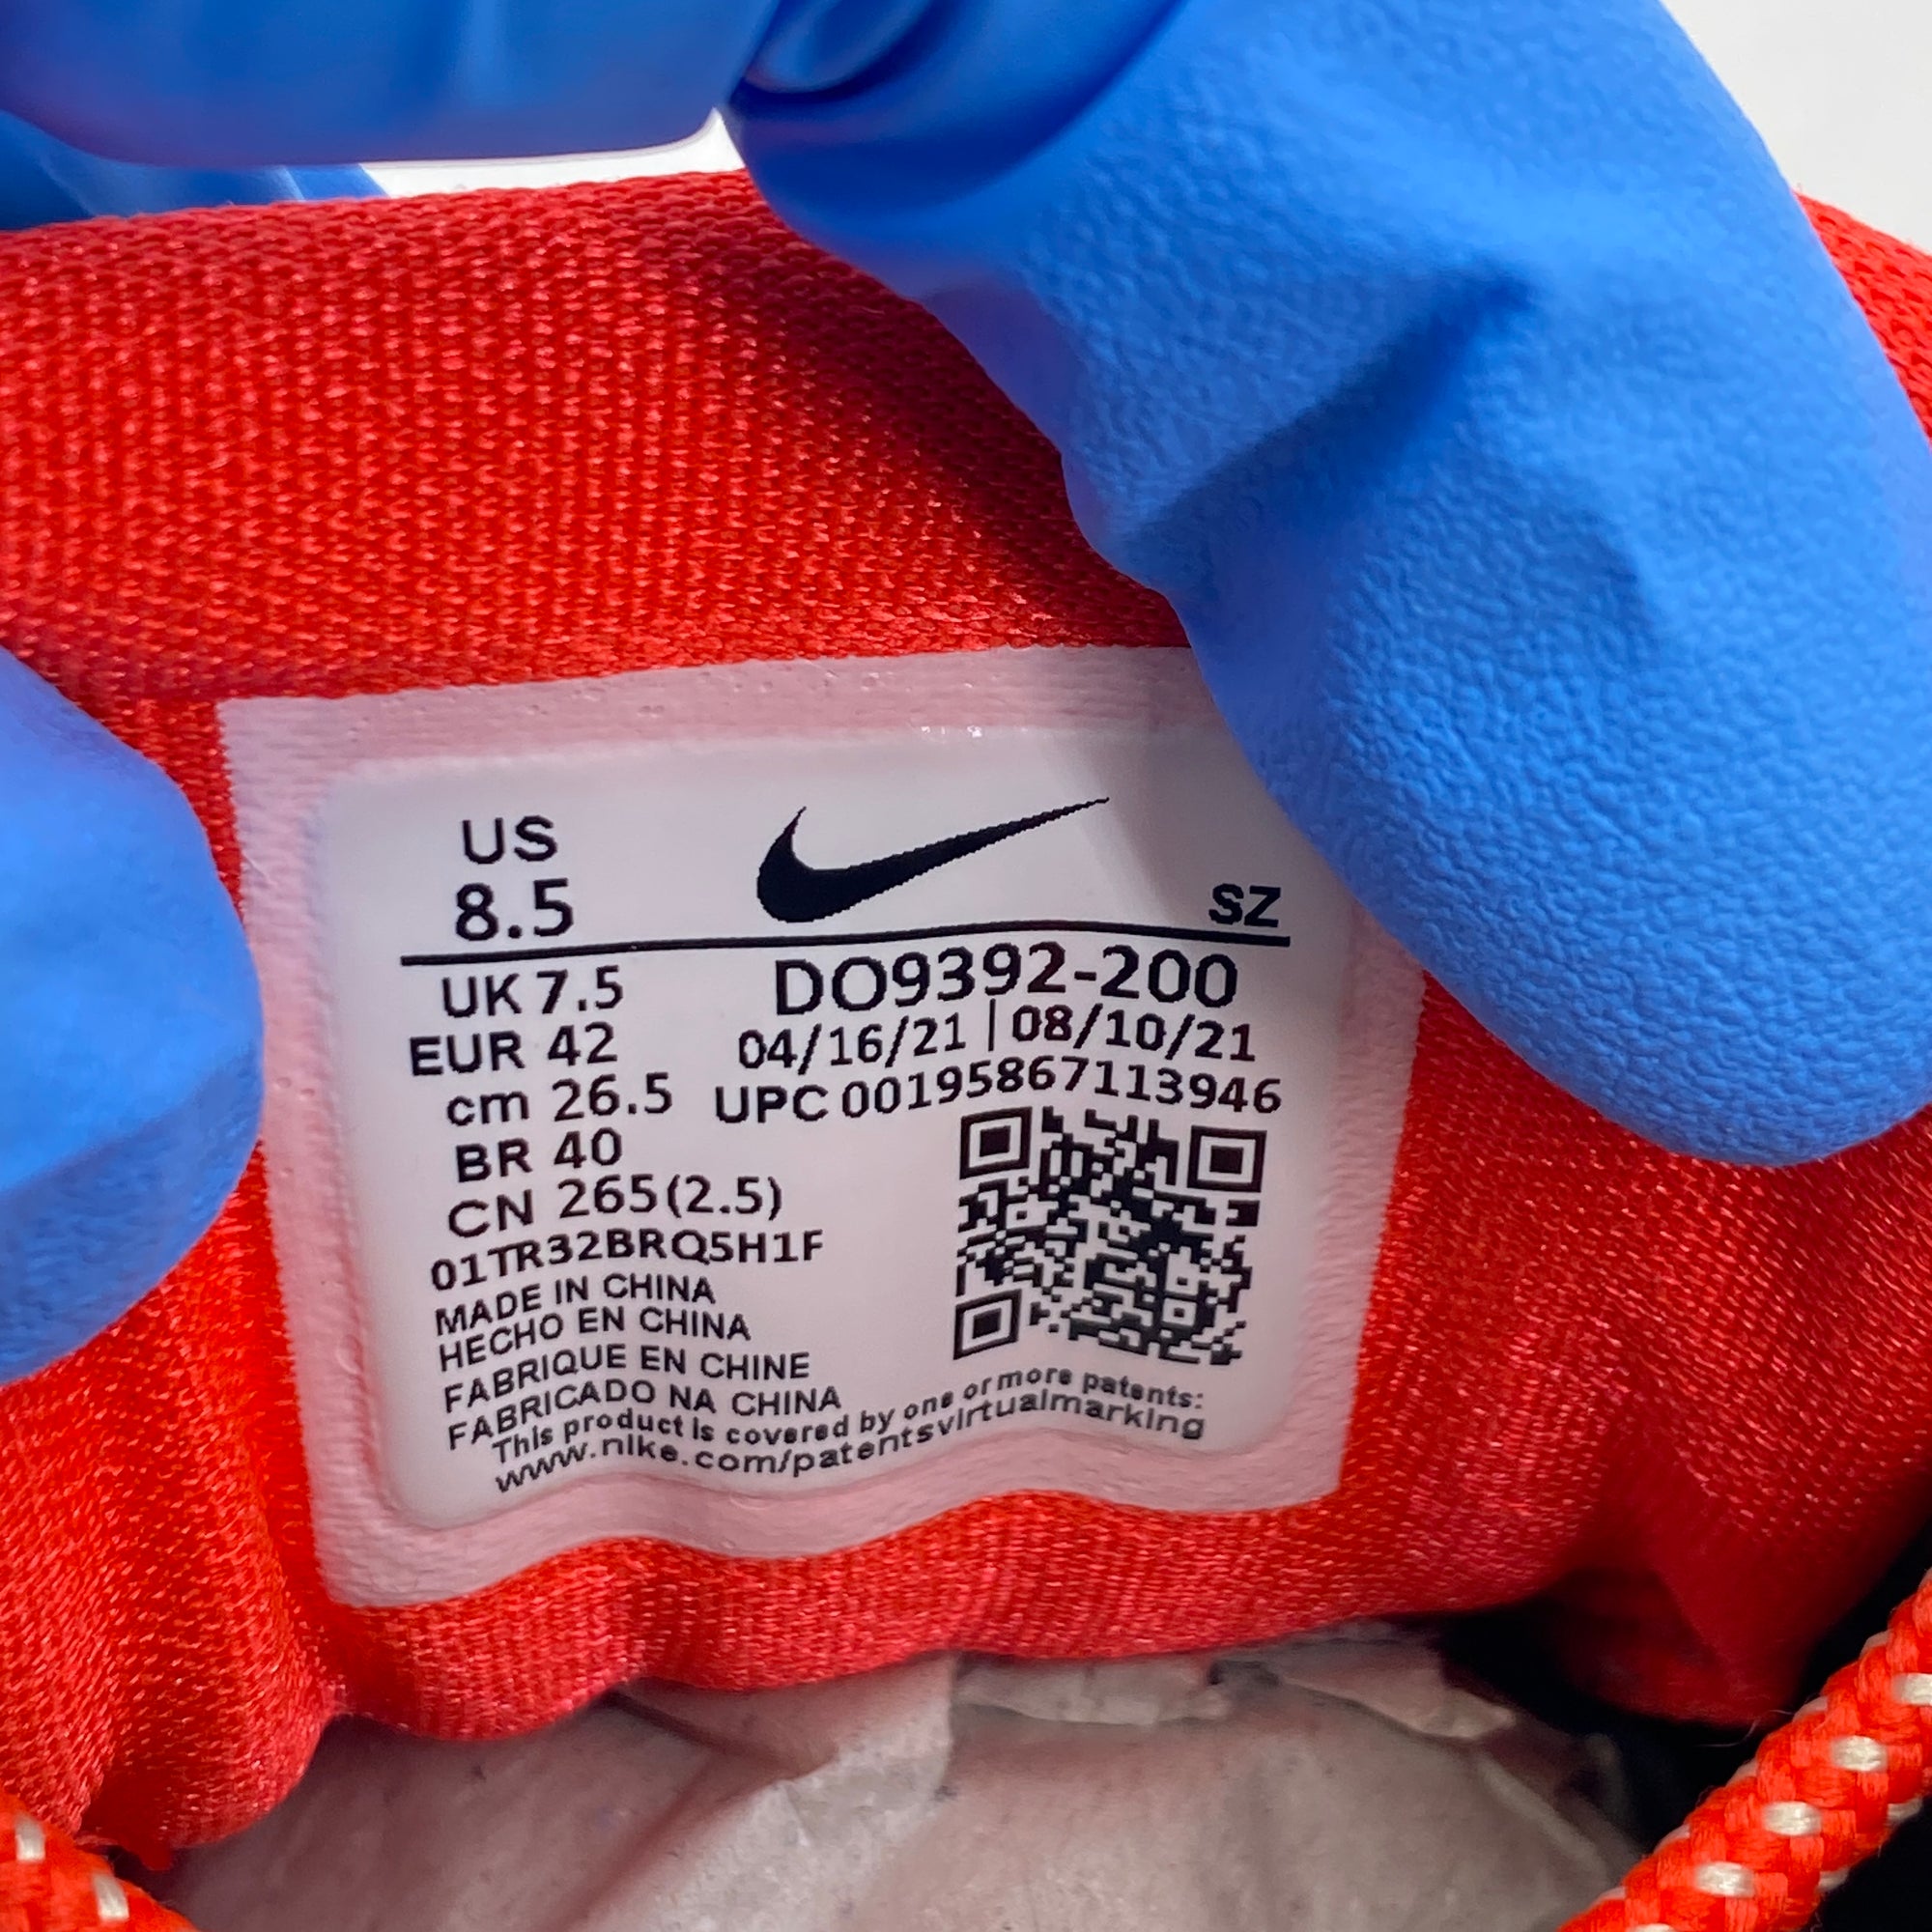 US
8.5
SZ
UK 7.5
DO9392-200
EUR 42
04/16/21 | 08/10/21
cm 26.5
UPC 00195867113946
BR 40
CN 265(2.5)
01TR32BRQ5H1F
MADE IN CHINA
HECHO EN CHINA
FABRIQUE EN CHINE
FABRICADO NA CHINA
This product is covered by one or more patents:
www.nike.com/patentsvirtualmarking